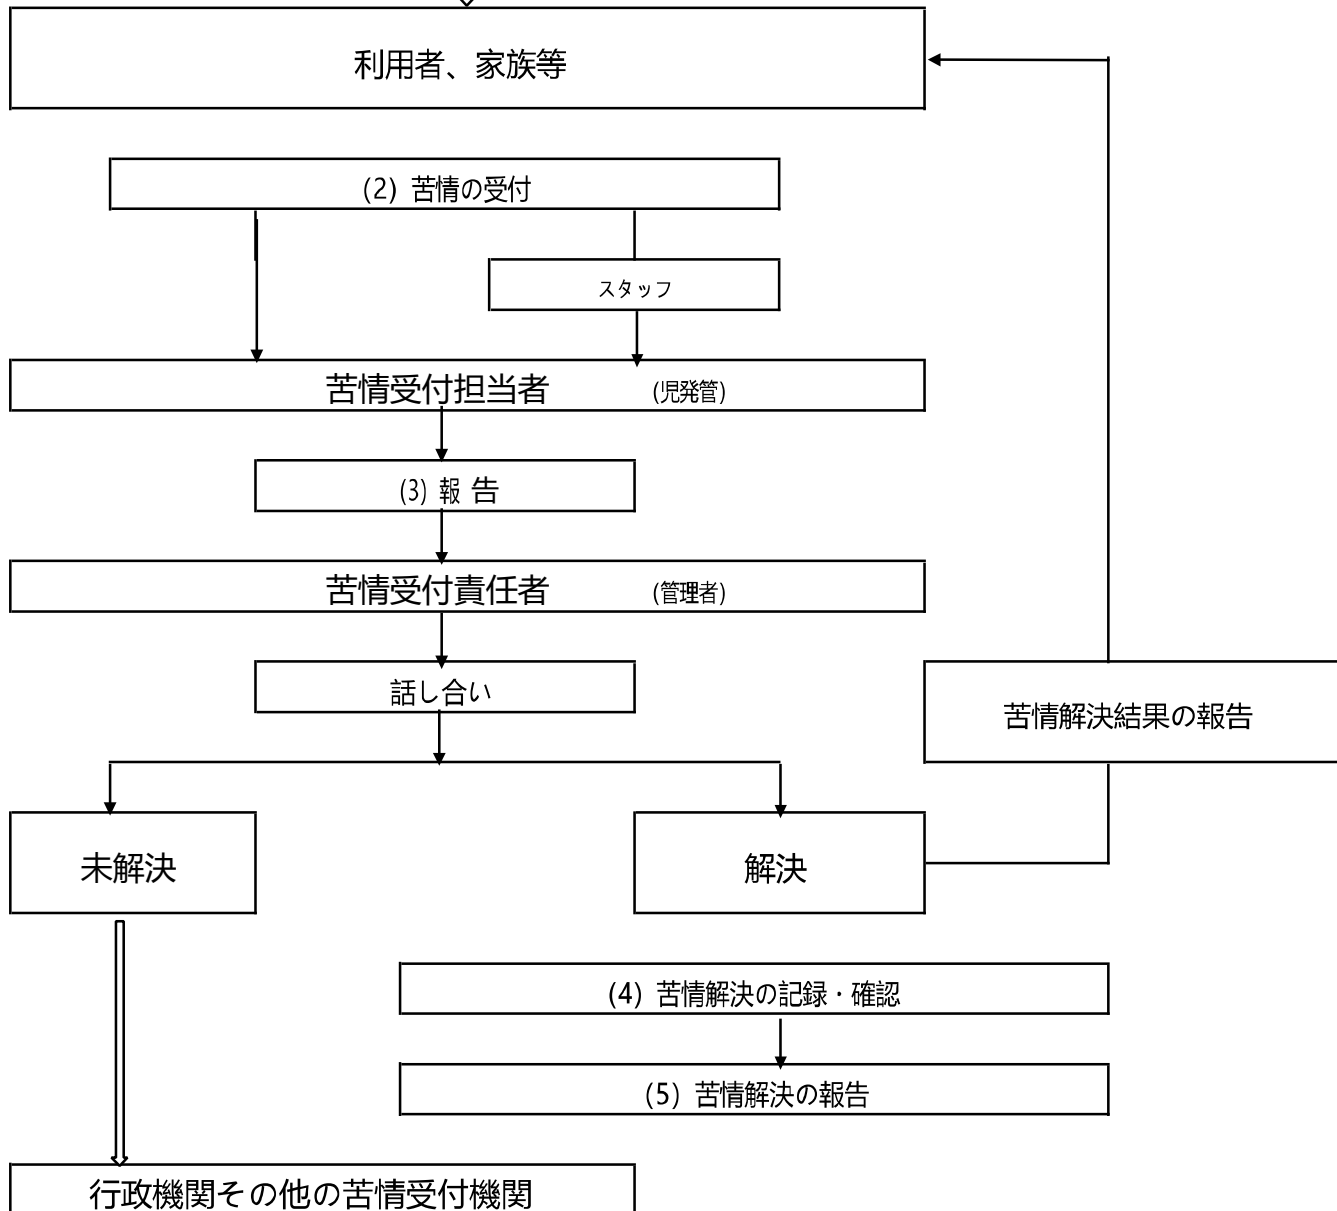 利用者、家族等
(2) 苦情の受付
スタッフ
苦情受付担当者 (児発管)
(3) 報 告
苦情受付責任者 (管理者)
話し合い
苦情解決結果の報告
未解決
解決
(4) 苦情解決の記録・確認
(5) 苦情解決の報告
行政機関その他の苦情受付機関